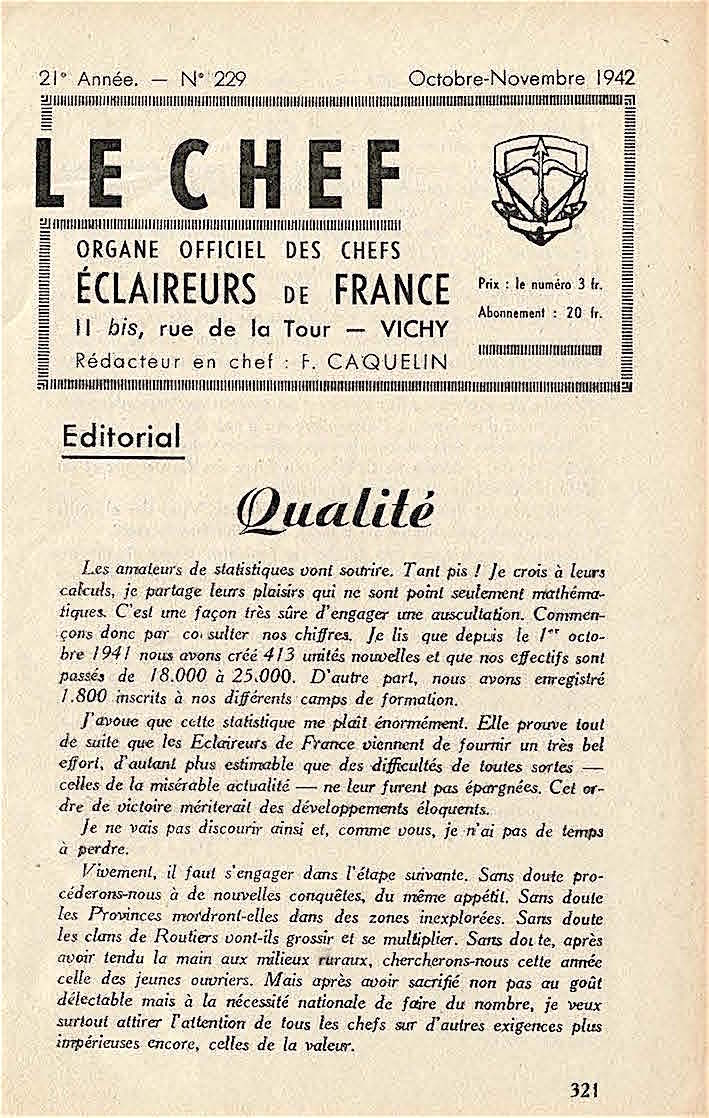 21e Année. — N° 229 Octobre-Novembre 1942
LE CHEF
ORGANE OFFICIEL DES CHEFS
ÉCLAIREURS DE FRANCE
11 bis, rue de la Tour — VICHY
Rédacteur en chef : F. CAQUELIN
Prix : le numéro 3 fr.
Abonnement : 20 fr.
Editorial
Qualité
Les amateurs de statistiques vont sourire. Tant pis ! Je crois à leurs
calculs, je partage leurs plaisirs qui ne sont point seulement mathéma-
tiques. C'est une façon très sûre d'engager une auscultation. Commen-
çons donc par consulter nos chiffres. Je lis que depuis le 1er octo-
bre 1941 nous avons créé 413 unités nouvelles et que nos effectifs sont
passés de 18.000 à 25.000. D'autre part, nous avons enregistré
1.800 inscrits à nos différents camps de formation.
J'avoue que cette statistique me plaît énormément. Elle prouve tout
de suite que les Eclaireurs de France viennent de fournir un très bel
effort, d'autant plus estimable que des difficultés de toutes sortes —
celles de la misérable actualité — ne leur furent pas épargnées. Cet or-
dre de victoire mériterait des développements éloquents.
Je ne vais pas discourir ainsi et, comme vous, je n'ai pas de temps
à perdre.
Vivement, il faut s'engager dans l'étape suivante. Sans doute pro-
céderons-nous à de nouvelles conquêtes, du même appétit. Sans doute
les Provinces mordront-elles dans des zones inexplorées. Sans doute
les clans de Routiers vont-ils grossir et se multiplier. Sans doute, après
avoir tendu la main aux milieux ruraux, chercherons-nous cette année
celle des jeunes ouvriers. Mais après avoir sacrifié non pas au goût
délectable mais à la nécessité nationale de faire du nombre, je veux
surtout attirer l'attention de tous les chefs sur d'autres exigences plus
impérieuses encore, celles de la valeur.
321